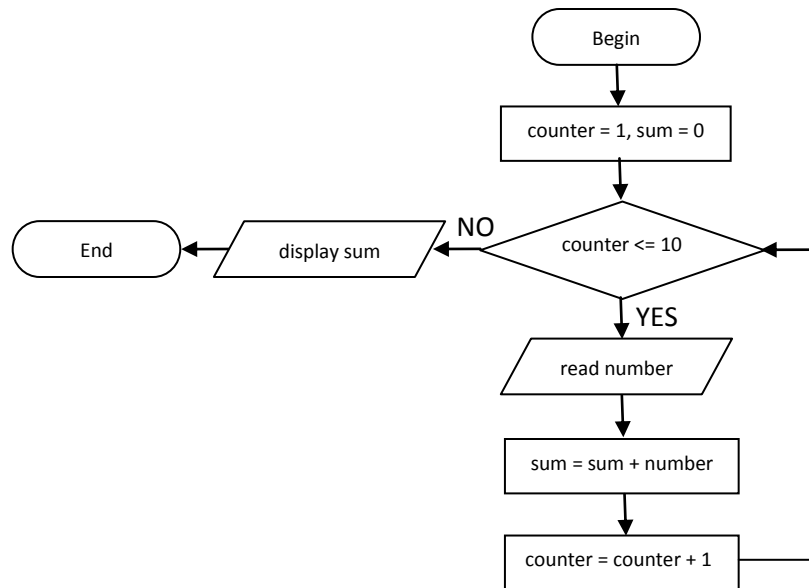 Begin
counter = 1, sum = 0
counter <= 10
NO
display sum
End
YES
read number
sum = sum + number
counter = counter + 1